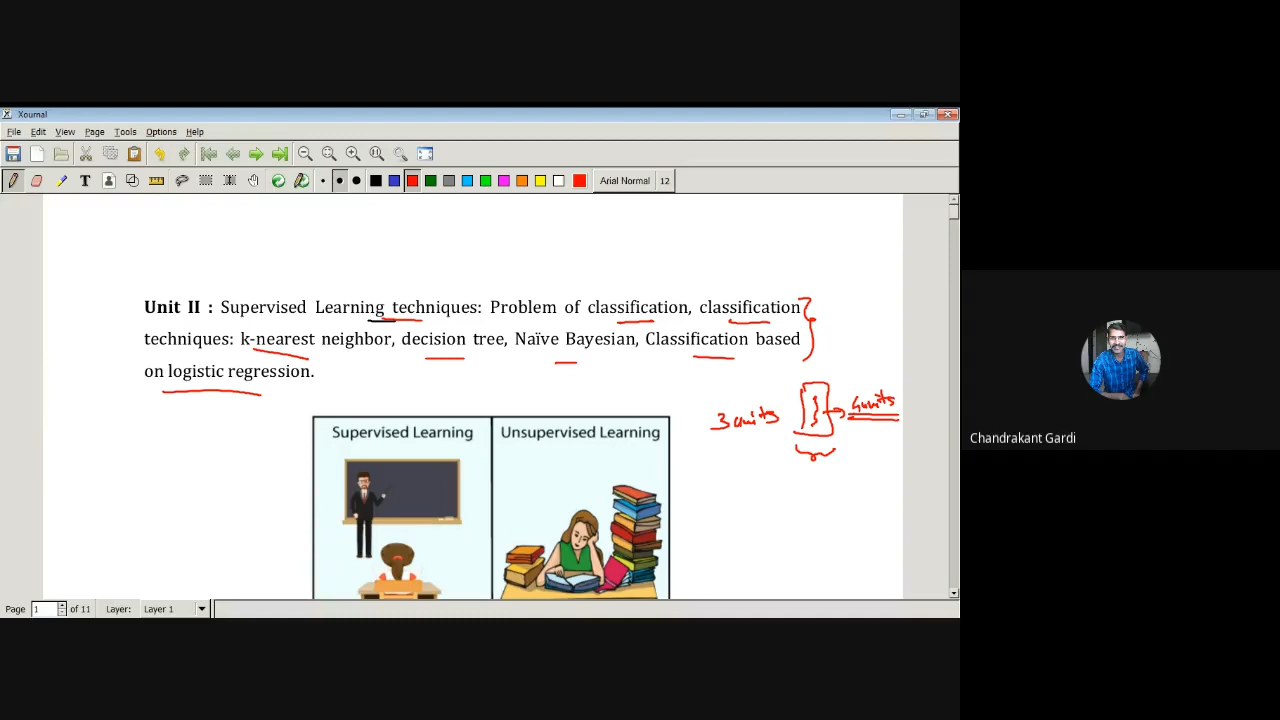 Xournal
File Edit View Page Tools Options Help
T Arial Normal 12
Unit II : Supervised Learning techniques: Problem of classification, classification
techniques: k-nearest neighbor, decision tree, Naïve Bayesian, Classification based
on logistic regression.
3 units
4units
Supervised Learning Unsupervised Learning
Chandrakant Gardi
Page 1 of 11 Layer: Layer 1